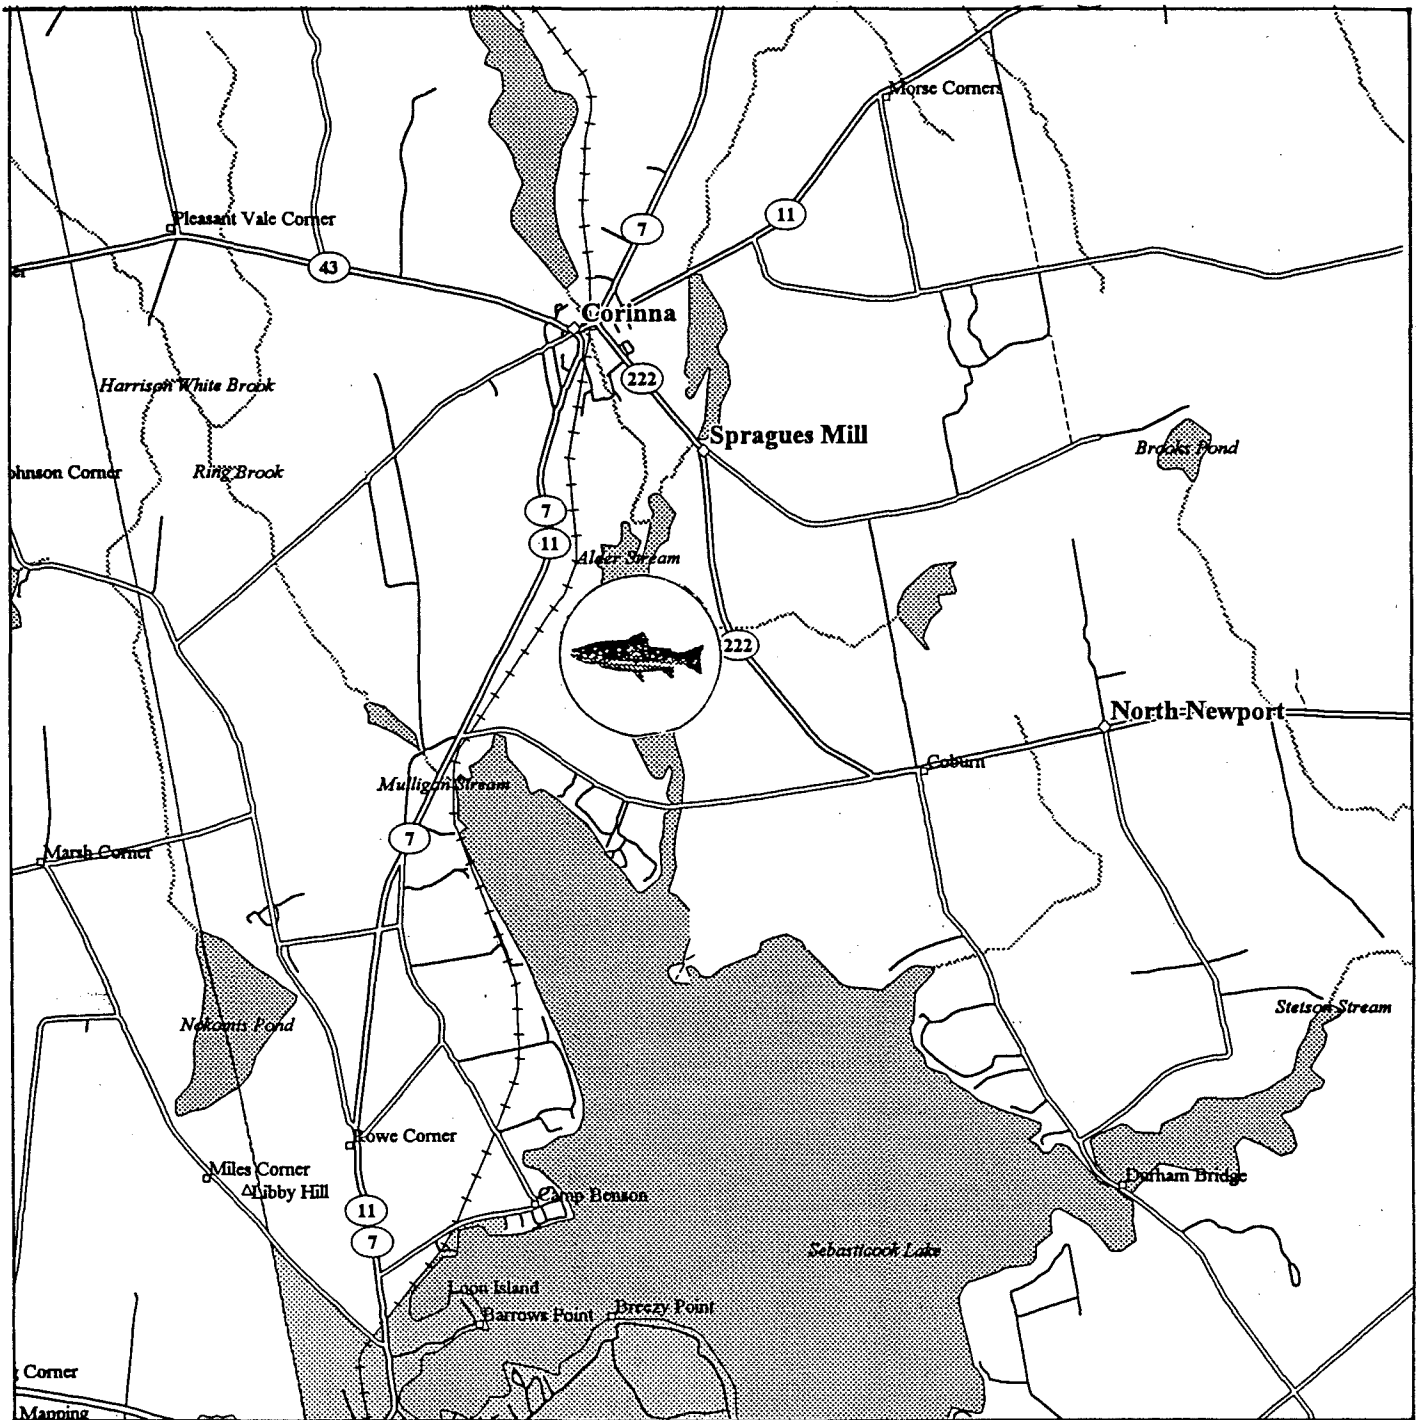 Morse Corners
11
Pleasant Vale Corner
7
43
er
Corinna
222
Harrison White Brook
Spragues Mill
Brooks Pond
ohnson Corner
Ring Brook
7
11
Alder Stream
222
North Newport
Coburn
Mulligan Stream
7
Marsh Corner
Stetson Stream
Nokomis Pond
Rowe Corner
Miles Corner
Libby Hill
Durham Bridge
Camp Benson
11
7
Sebasticook Lake
Loon Island
Barrows Point
Breezy Point
Corner
Mapping